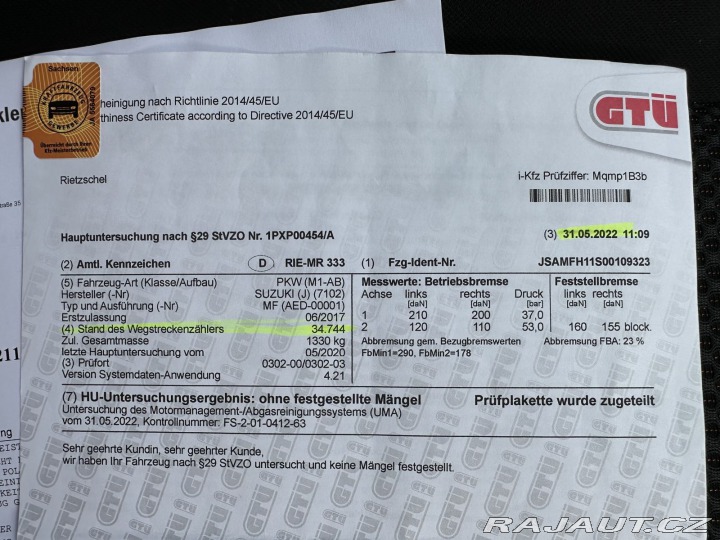 Sachsen
KRAFTFAHRZEUG
GEWERBE
Überreicht durch Ihren
Kfz-Meisterbetrieb
heinigung nach Richtlinie 2014/45/EU
thiness Certificate according to Directive 2014/45/EU
GTÜ
Rietzschel
i-Kfz Prüfziffer: Mqmp1B3b
Hauptuntersuchung nach §29 StVZO Nr. 1PXP00454/A
(3) 31.05.2022 11:09
(2) Amtl. Kennzeichen D RIE-MR 333 (1) Fzg-Ident-Nr. JSAMFH11S00109323
(5) Fahrzeug-Art (Klasse/Aufbau) PKW (M1-AB)
Hersteller (-Nr) SUZUKI (J) (7102)
Typ und Ausführung (-Nr) MF (AED-00001)
Erstzulassung 06/2017
(4) Stand des Wegstreckenzählers 34.744
Zul. Gesamtmasse 1330 kg
letzte Hauptuntersuchung vom 05/2020
(3) Prüfort 0302-00/0302-03
Version Systemdaten-Anwendung 4.21
Messwerte: Betriebsbremse Feststellbremse
Achse links rechts Druck links rechts
[daN] [daN] [bar] [daN] [daN]
1 210 200 37,0
2 120 110 53,0 160 155 block.
Abbremsung gem. Bezugbremswerten Abbremsung FBA; 23 %
FbMin1=290, FbMin2=178
(7) HU-Untersuchungsergebnis: ohne festgestellte Mängel Prüfplakette wurde zugeteilt
Untersuchung des Motormanagement-/Abgasreinigungssystems (UMA)
vom 31.05.2022, Kontrollnummer: FS-2-01-0412-63
Sehr geehrte Kundin, sehr geehrter Kunde,
wir haben Ihr Fahrzeug nach §29 StVZO untersucht und keine Mängel festgestellt.
RAJAUT.CZ